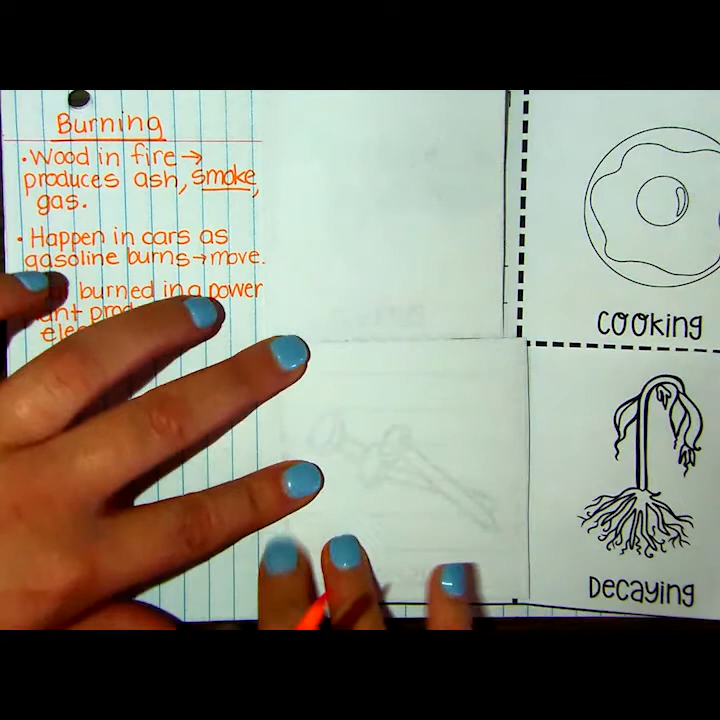 Burning
• Wood in fire →
produces ash, smoke,
gas.
• Happen in cars as
gasoline burns → move.
burned in a power
COOKING
DECAYING